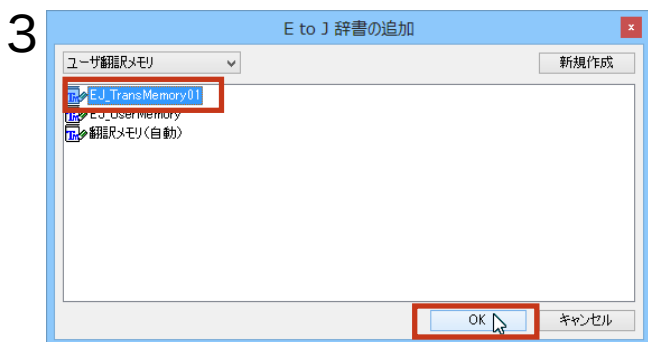 3
E to J 辞書の追加
ユーザ翻訳メモリ
新規作成
EJ_TransMemory01
EJ_UserMemory
翻訳メモリ(自動)
OK
キャンセル